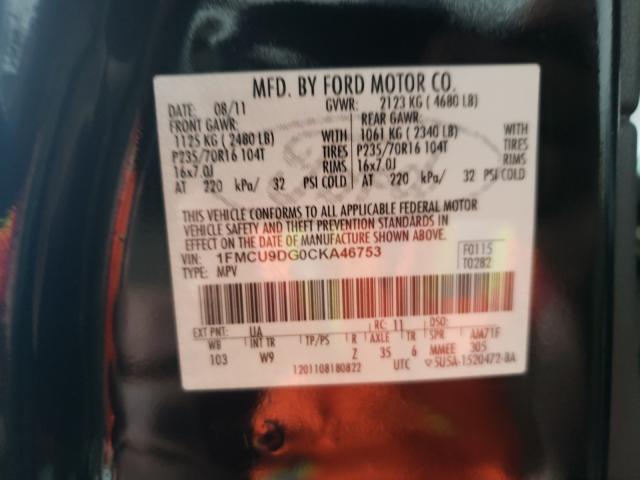 MFD. BY FORD MOTOR CO.
DATE: 08/11 GVWR: 2123 KG ( 4680 LB)
FRONT GAWR: REAR GAWR:
1125 KG ( 2480 LB) WITH 1061 KG ( 2340 LB) WITH
P235/70R16 104T TIRES P235/70R16 104T TIRES
16x7.0J RIMS 16x7.0J RIMS
AT 220 kPa/ 32 PSI COLD AT 220 kPa/ 32 PSI COLD
THIS VEHICLE CONFORMS TO ALL APPLICABLE FEDERAL MOTOR
VEHICLE SAFETY AND THEFT PREVENTION STANDARDS IN
EFFECT ON THE DATE OF MANUFACTURE SHOWN ABOVE.
VIN: 1FMCU9DG0CKA46753 F0115
TYPE: MPV T0282
EXT PNT: UA RC: 11 DSO:
WB INT TR TP/PS R AXLE TR SPR AM71F
103 W9 Z 35 6 MMEE 305
1201108180822 UTC ▽5U5A-1520472-BA